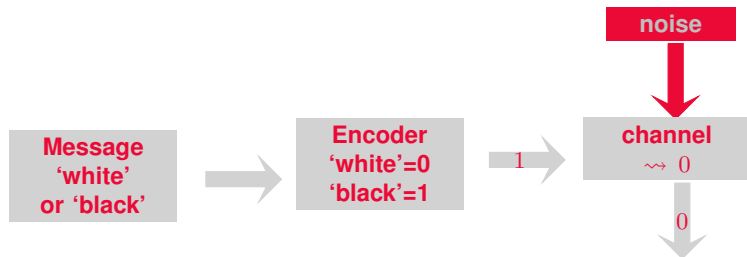 noise
Message
‘white’
or ‘black’
Encoder
‘white’=0
‘black’=1
1
channel
⇝ 0
0